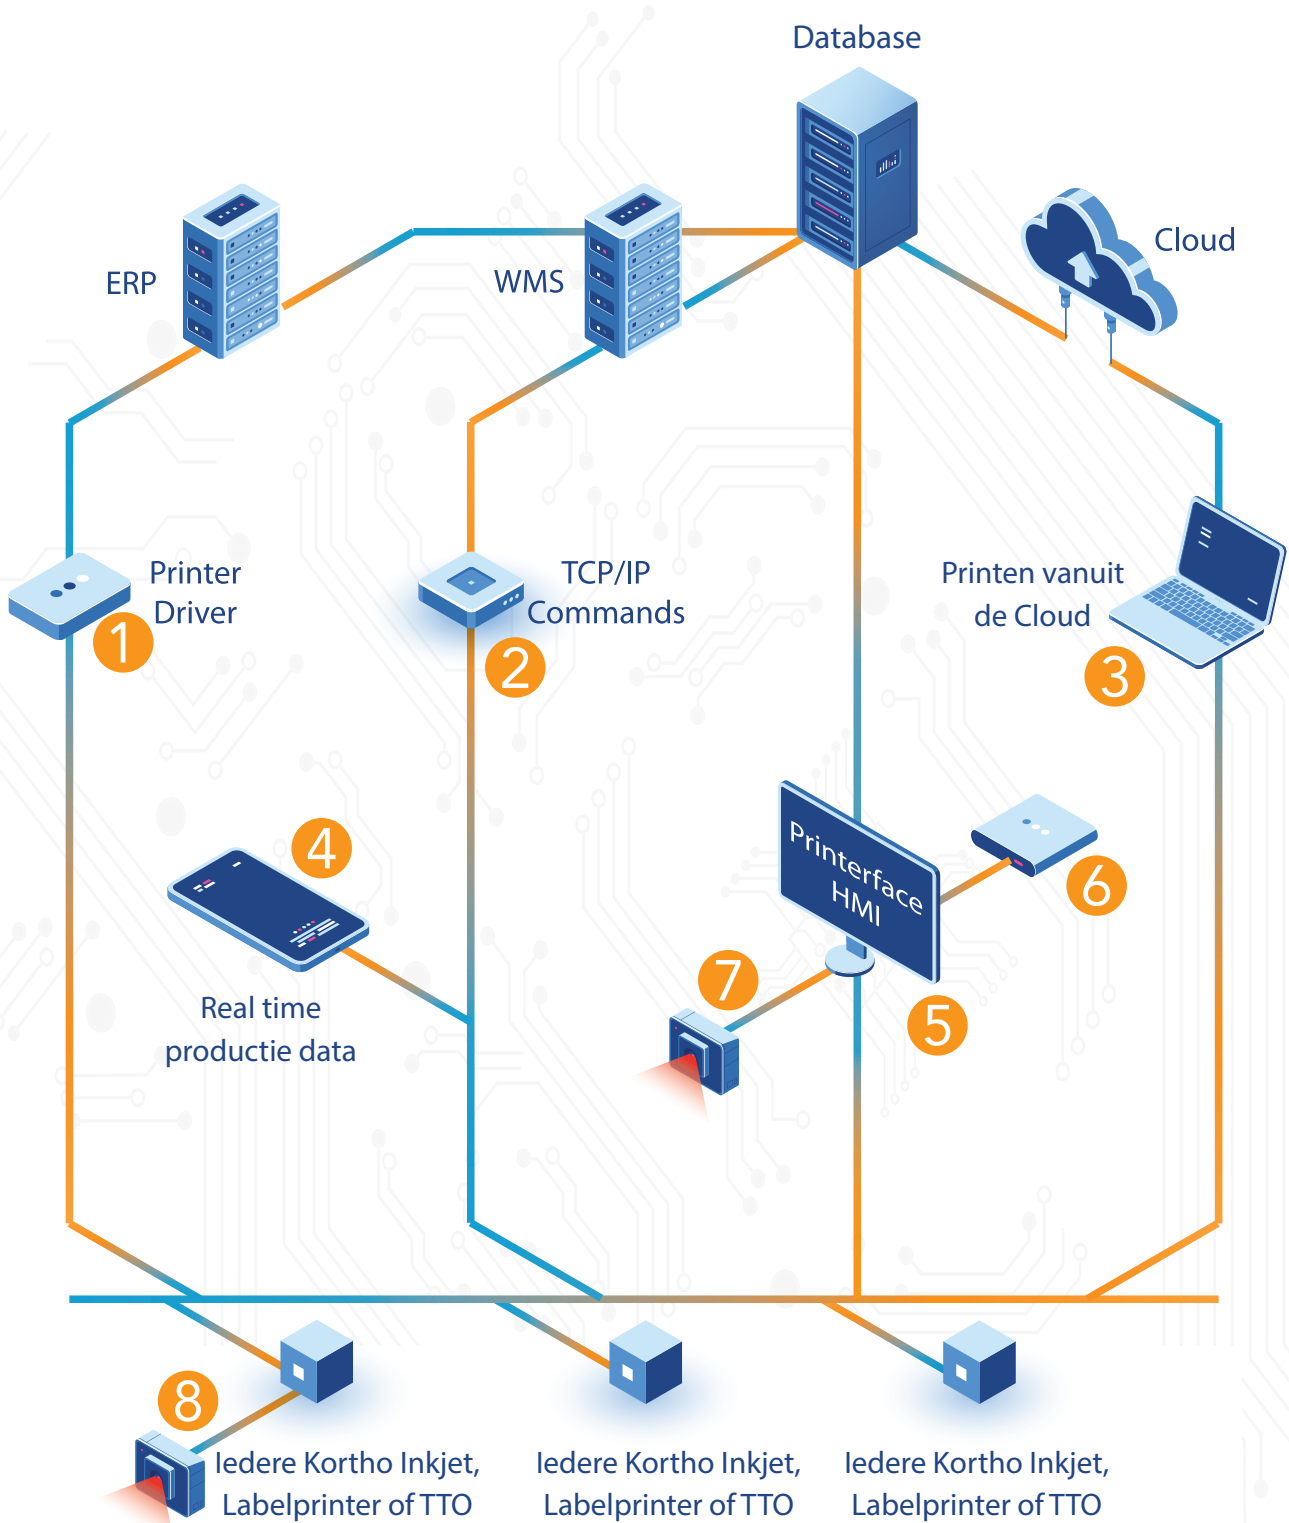 Database
Cloud
ERP
WMS
Printer
Driver
1
TCP/IP
Commands
2
Printen vanuit
de Cloud
3
4
Real time
productie data
Printerface
HMI
5
6
7
8
Iedere Kortho Inkjet,
Labelprinter of TTO
Iedere Kortho Inkjet,
Labelprinter of TTO
Iedere Kortho Inkjet,
Labelprinter of TTO